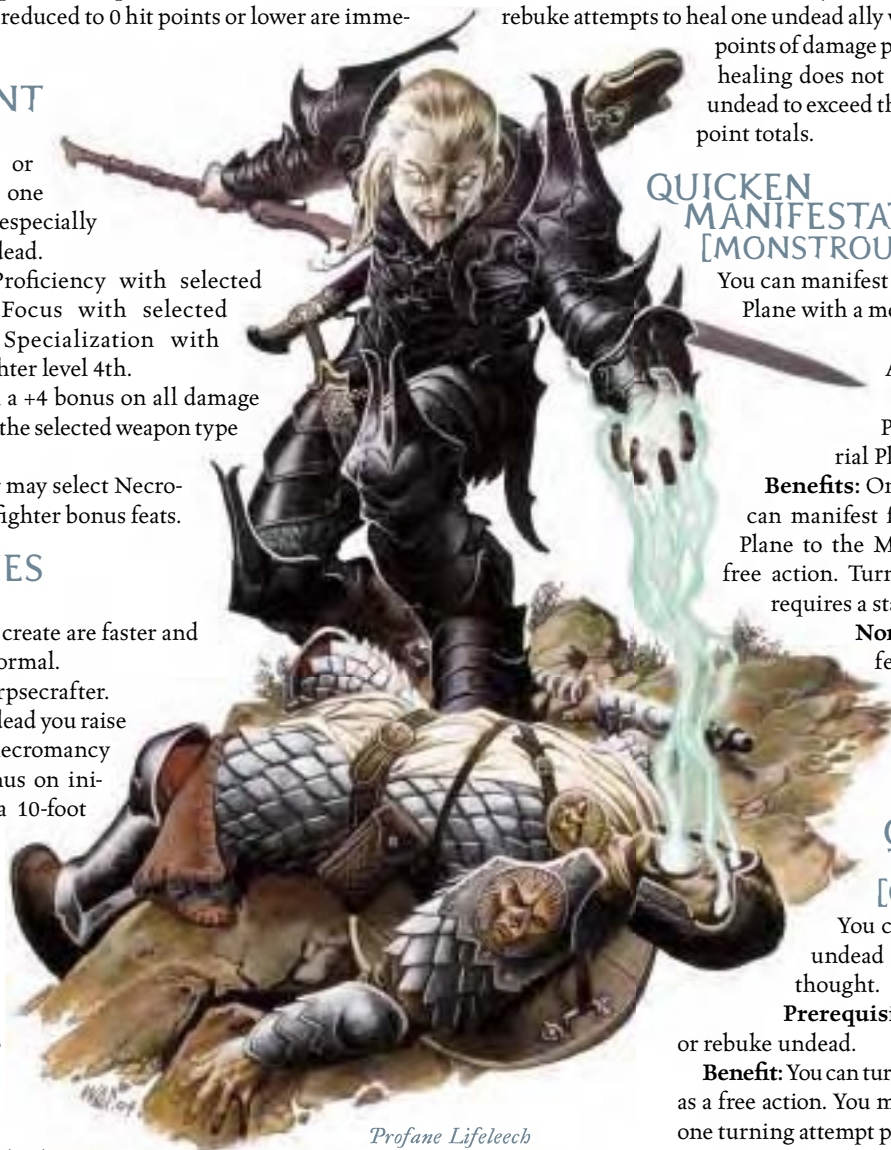 reduced to 0 hit points or lower are imme-
NT
or
one
especially
lead.
Proficiency with selected
Focus with selected
Specialization with
hter level 4th.
a +4 bonus on all damage
the selected weapon type
may select Necro-
fighter bonus feats.
ES
create are faster and
ormal.
rpsecrafter.
dead you raise
necromancy
nus on ini-
a 10-foot
rebuke attempts to heal one undead ally
points of damage p
healing does not
undead to exceed th
point totals.
QUICKEN
MANIFESTA
[MONSTROU
You can manifest
Plane with a m
A
P
rial Pl
Benefits: On
can manifest f
Plane to the M
free action. Turn
requires a sta
Nor
fe
[
You c
undead
thought.
Prerequisi
or rebuke undead.
Benefit: You can tur
as a free action. You m
one turning attempt p
Profane Lifeleech